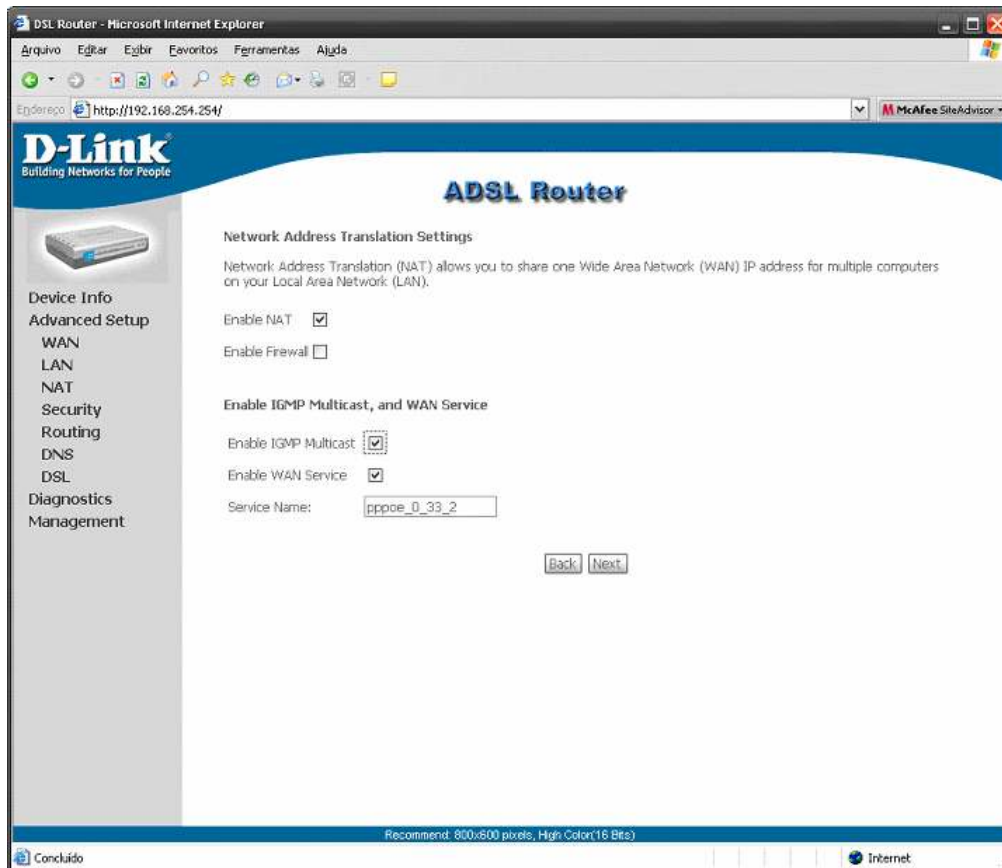 DSL Router - Microsoft Internet Explorer
Arquivo Editar Exibir Favoritos Ferramentas Ajuda
Endereço http://192.168.254.254/ McAfee SiteAdvisor
D-Link
Building Networks for People
ADSL Router
Network Address Translation Settings
Network Address Translation (NAT) allows you to share one Wide Area Network (WAN) IP address for multiple computers
on your Local Area Network (LAN).
Enable NAT
Enable Firewall
Enable IGMP Multicast, and WAN Service
Enable IGMP Multicast
Enable WAN Service
Service Name: pppoe_0_33_2
Back Next
Device Info
Advanced Setup
WAN
LAN
NAT
Security
Routing
DNS
DSL
Diagnostics
Management
Recommend: 800x600 pixels, High Color(16 Bits)
Concluído Internet